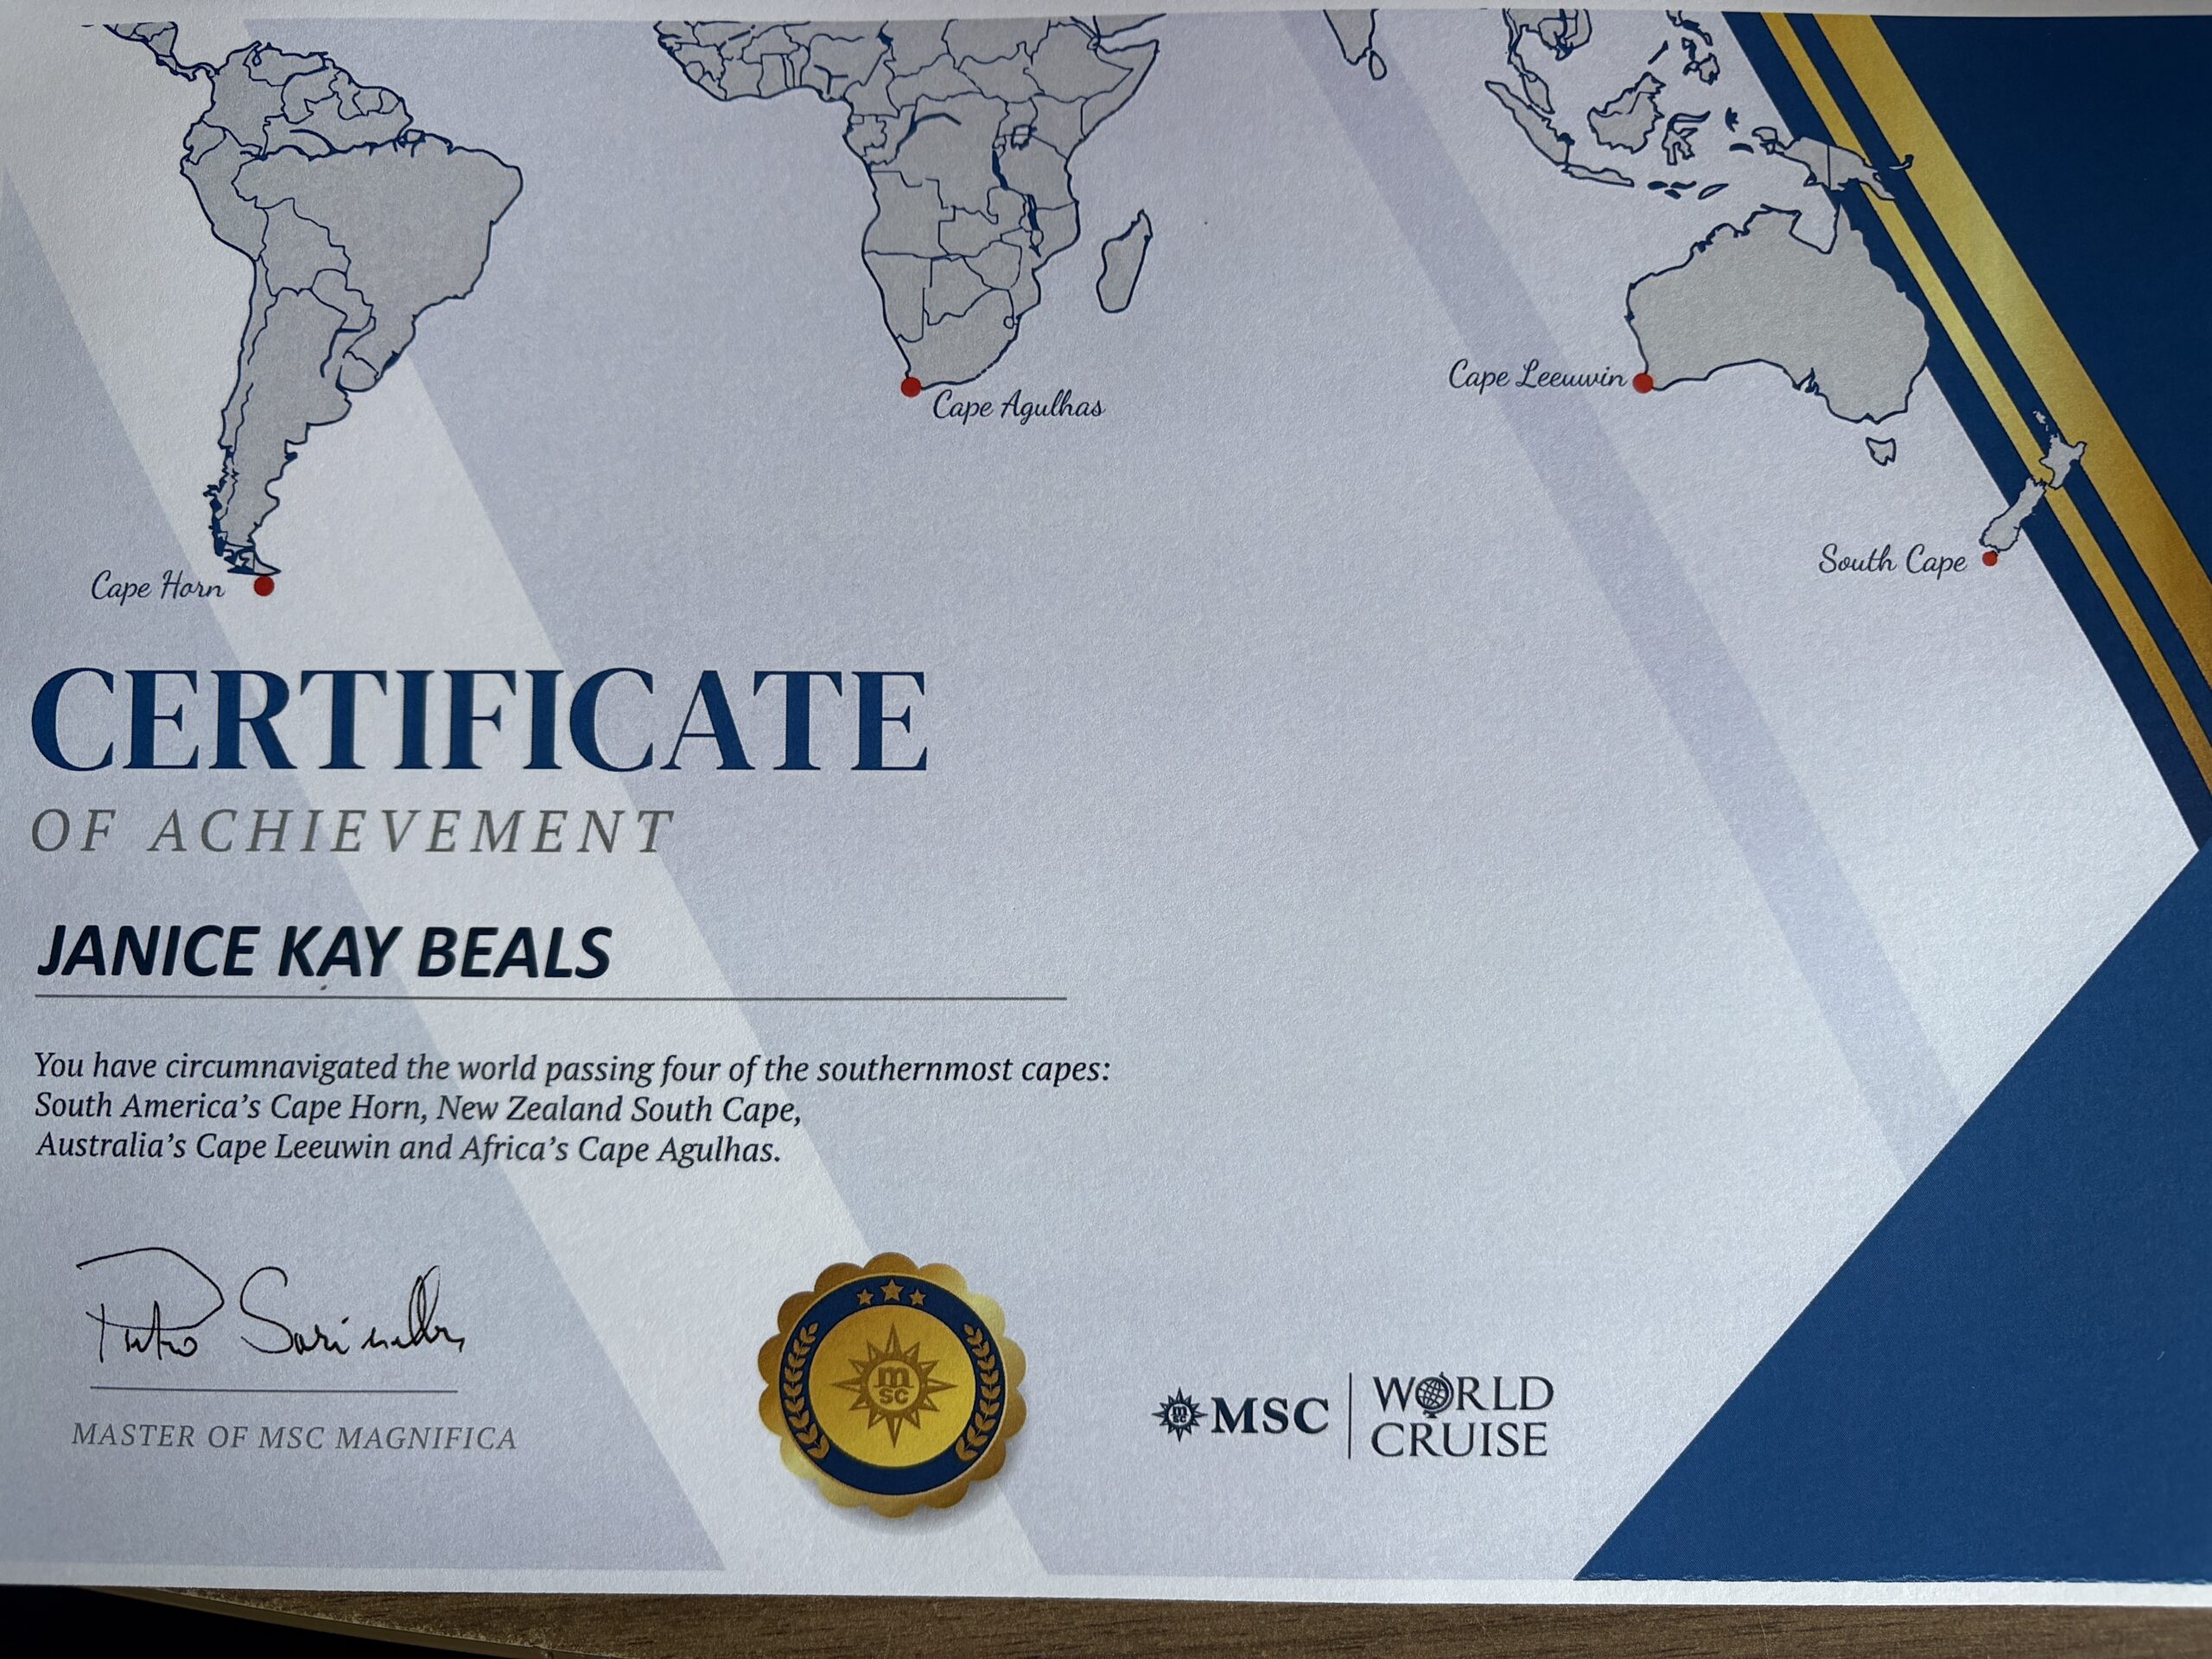 Cape Leeuwin
Cape Agulhas
South Cape
Cape Horn
CERTIFICATE
OF ACHIEVEMENT
JANICE KAY BEALS
You have circumnavigated the world passing four of the southernmost capes:
South America's Cape Horn, New Zealand South Cape,
Australia's Cape Leeuwin and Africa's Cape Agulhas.
MASTER OF MSC MAGNIFICA
m
sc
m
sc
MSC
WORLD
CRUISE